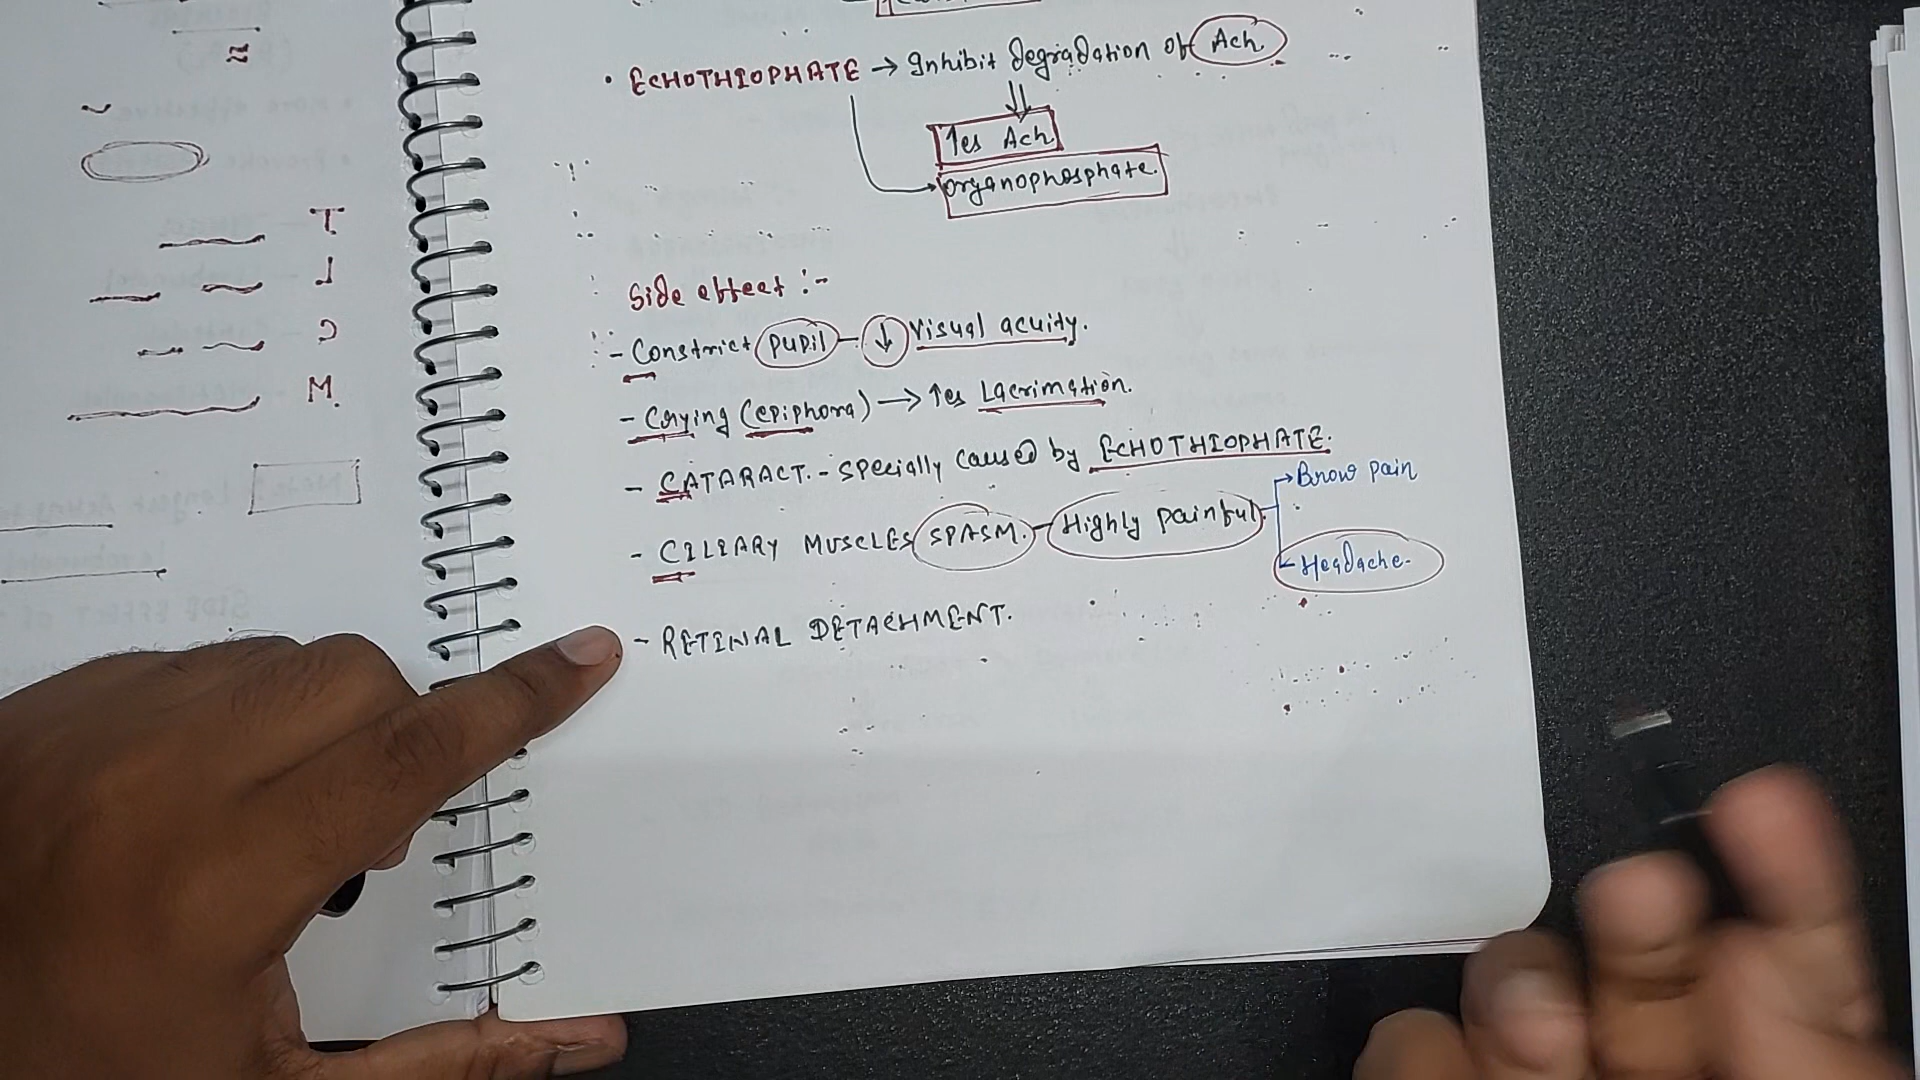 • ECHOTHIOPHATE → Inhibit degradation of Ach
↑es Ach
organophosphate.
Side effect :-
- Constrict pupil - ↓ Visual acuity.
- Crying (epiphora) → ↑es Lacrimation.
- CATARACT. - specially caused by ECHOTHIOPHATE.
- CILIARY MUSCLES SPASM. - Highly painful.
Brow pain
Headache.
- RETINAL DETACHMENT.
T
J
C
M.